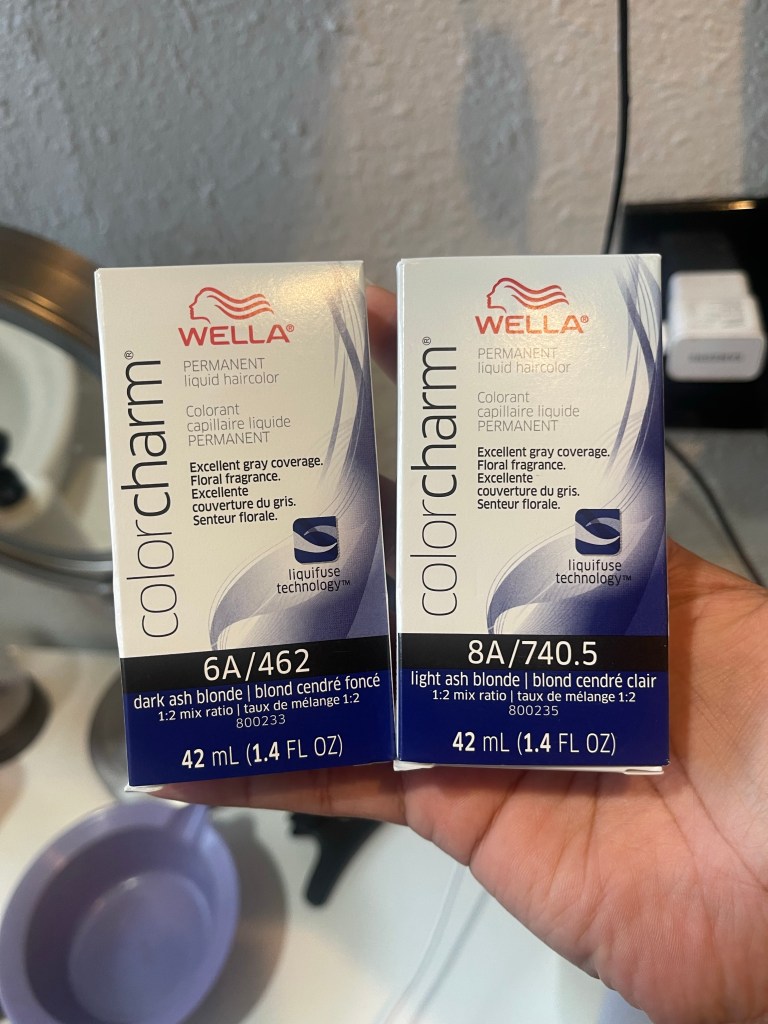 WELLA®
PERMANENT
liquid haircolor
Colorant
capillaire liquide
PERMANENT
Excellent gray coverage.
Floral fragrance.
Excellente
couverture du gris.
Senteur florale.
colorcharm®
liquifuse
technology™
6A/462
dark ash blonde | blond cendré foncé
1:2 mix ratio | taux de mélange 1:2
800233
42 mL (1.4 FL OZ)
WELLA®
PERMANENT
liquid haircolor
Colorant
capillaire liquide
PERMANENT
Excellent gray coverage.
Floral fragrance.
Excellente
couverture du gris.
Senteur florale.
colorcharm®
liquifuse
technology™
8A/740.5
light ash blonde | blond cendré clair
1:2 mix ratio | taux de mélange 1:2
800235
42 mL (1.4 FL OZ)